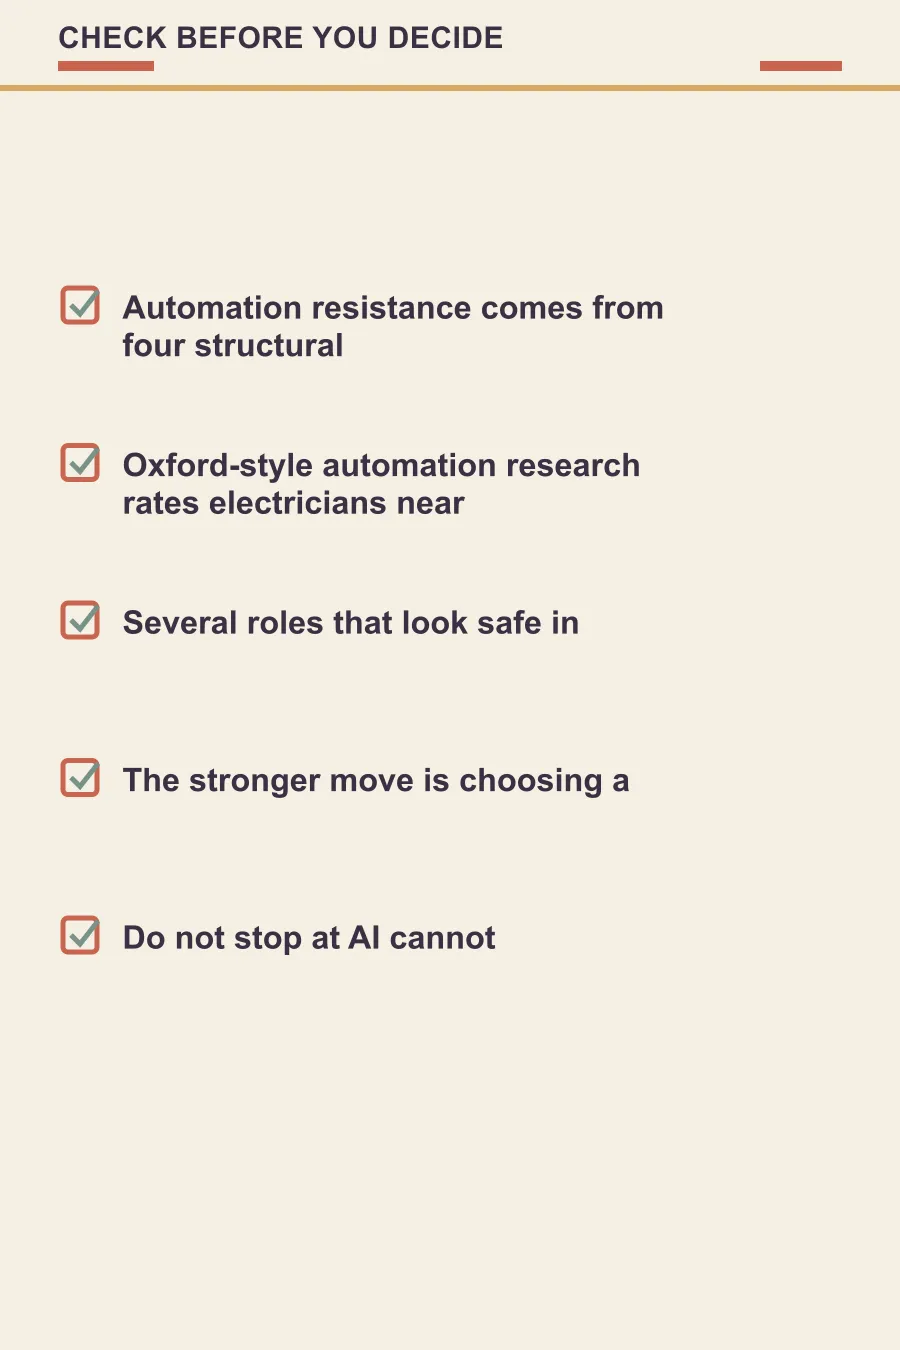 CHECK BEFORE YOU DECIDE
Automation resistance comes from
four structural
Oxford-style automation research
rates electricians near
Several roles that look safe in
The stronger move is choosing a
Do not stop at AI cannot